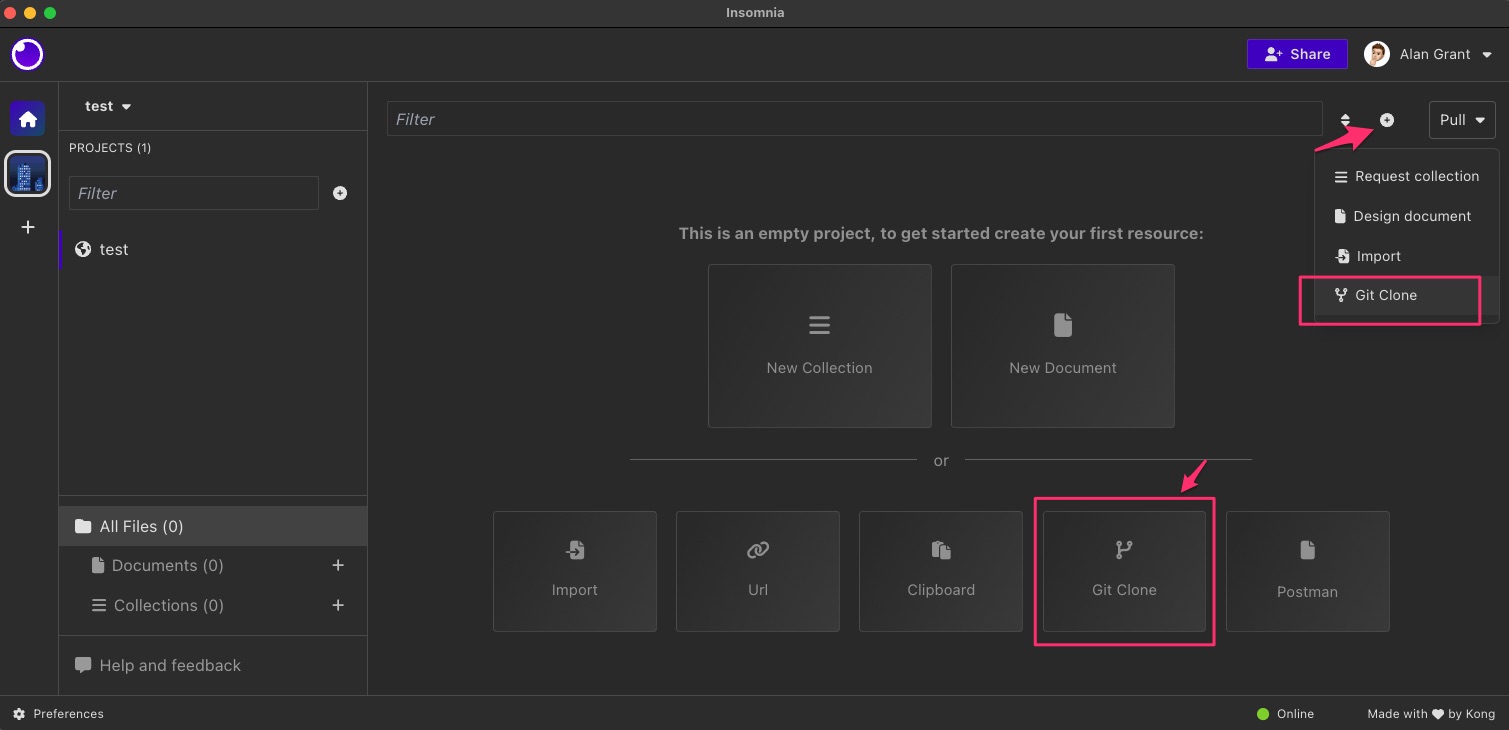 Insomnia
Share
Alan Grant
test
PROJECTS (1)
Filter
test
All Files (0)
Documents (0)
Collections (0)
Help and feedback
Filter
Pull
Request collection
Design document
Import
Git Clone
This is an empty project, to get started create your first resource:
New Collection
New Document
or
Import
Url
Clipboard
Git Clone
Postman
Preferences
Online
Made with ♥ by Kong